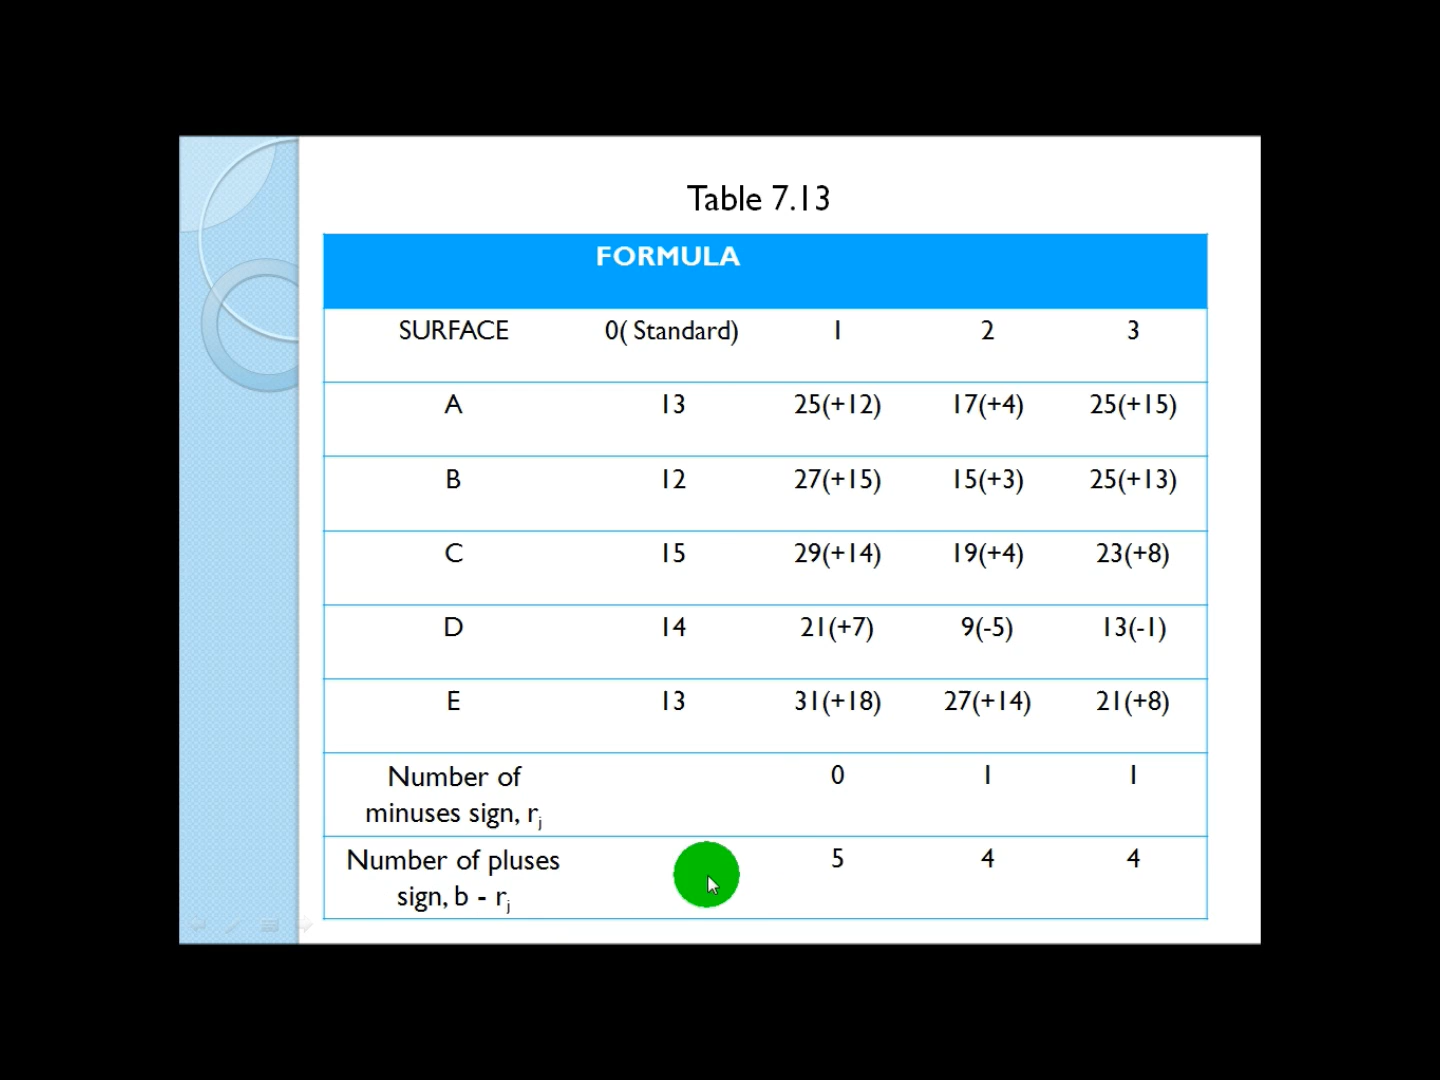 Table 7.13
FORMULA
SURFACE 0( Standard) 1 2 3
A 13 25(+12) 17(+4) 25(+15)
B 12 27(+15) 15(+3) 25(+13)
C 15 29(+14) 19(+4) 23(+8)
D 14 21(+7) 9(-5) 13(-1)
E 13 31(+18) 27(+14) 21(+8)
Number of 0 1 1
minuses sign, rj
Number of pluses 5 4 4
sign, b - rj